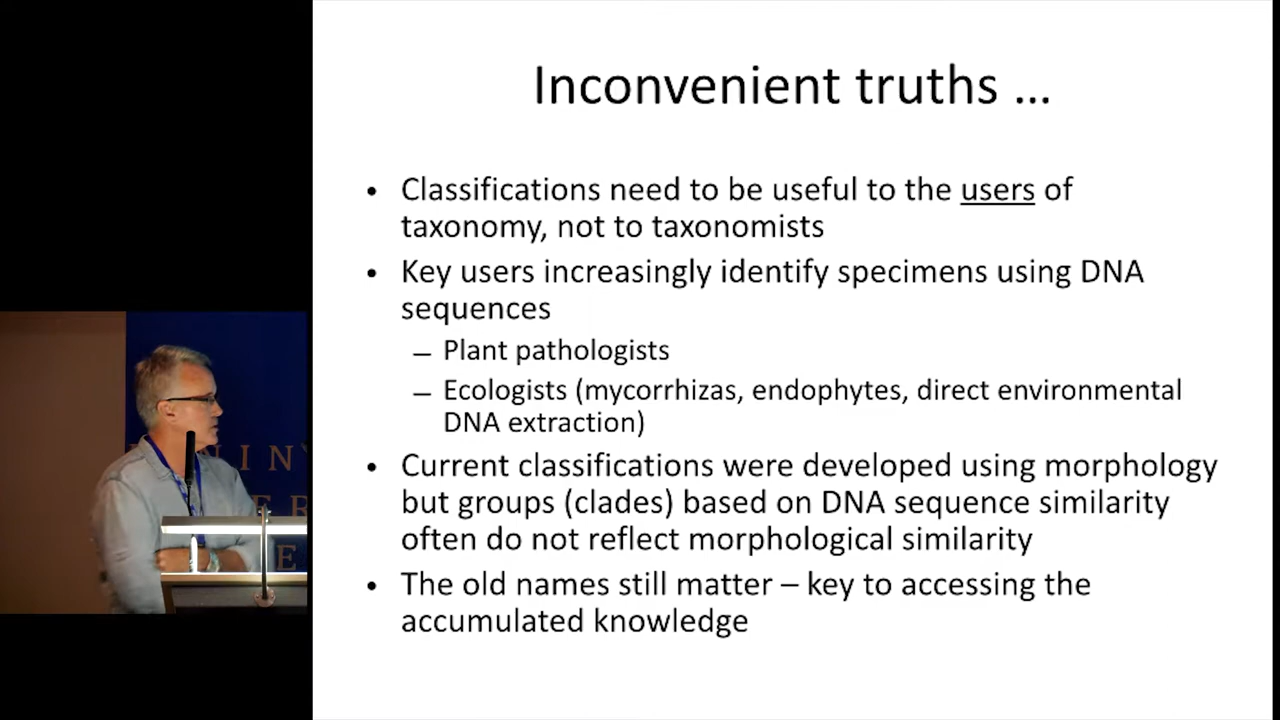 Inconvenient truths ...
• Classifications need to be useful to the users of
taxonomy, not to taxonomists
• Key users increasingly identify specimens using DNA
sequences
– Plant pathologists
– Ecologists (mycorrhizas, endophytes, direct environmental
DNA extraction)
• Current classifications were developed using morphology
but groups (clades) based on DNA sequence similarity
often do not reflect morphological similarity
• The old names still matter – key to accessing the
accumulated knowledge